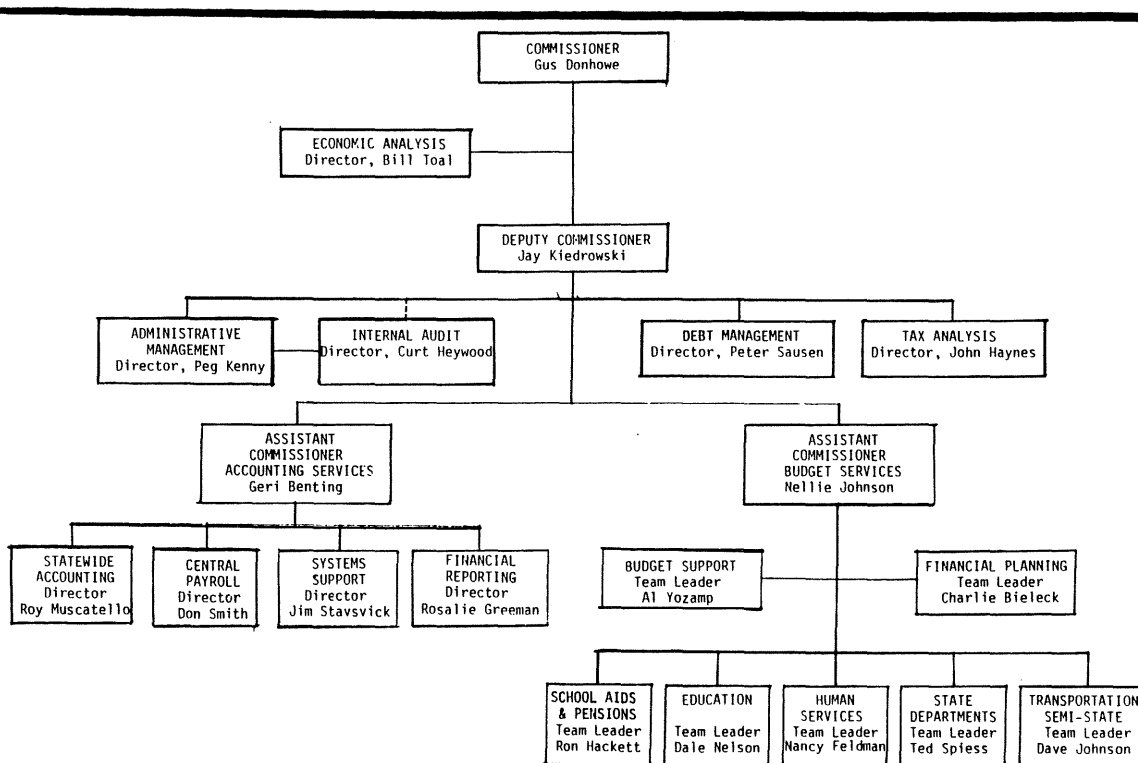 COMMISSIONER
Gus Donhowe
ECONOMIC ANALYSIS
Director, Bill Toal
DEPUTY COMMISSIONER
Jay Kiedrowski
ADMINISTRATIVE
MANAGEMENT
Director, Peg Kenny
INTERNAL AUDIT
Director, Curt Heywood
DEBT MANAGEMENT
Director, Peter Sausen
TAX ANALYSIS
Director, John Haynes
ASSISTANT
COMMISSIONER
ACCOUNTING SERVICES
Geri Benting
ASSISTANT
COMMISSIONER
BUDGET SERVICES
Nellie Johnson
STATEWIDE
ACCOUNTING
Director
Roy Muscatello
CENTRAL
PAYROLL
Director
Don Smith
SYSTEMS
SUPPORT
Director
Jim Stavsvick
FINANCIAL
REPORTING
Director
Rosalie Greeman
BUDGET SUPPORT
Team Leader
Al Yozamp
FINANCIAL PLANNING
Team Leader
Charlie Bieleck
SCHOOL AIDS
& PENSIONS
Team Leader
Ron Hackett
EDUCATION
Team Leader
Dale Nelson
HUMAN
SERVICES
Team Leader
Nancy Feldman
STATE
DEPARTMENTS
Team Leader
Ted Spiess
TRANSPORTATION
SEMI-STATE
Team Leader
Dave Johnson